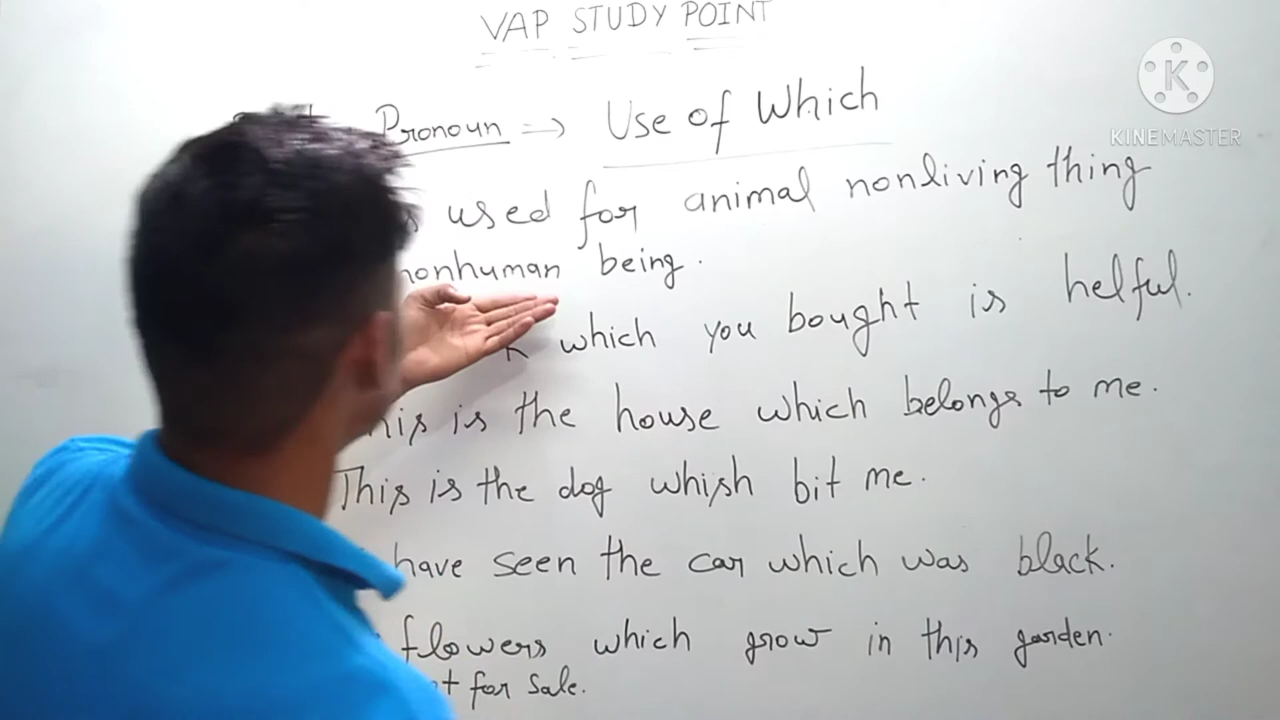 VAP STUDY POINT
KINEMASTER
Pronoun => Use of Which
used for animal nonliving thing
nonhuman being.
which you bought is helful.
This is the house which belongs to me.
This is the dog whish bit me.
have seen the car which was black.
flowers which grow in this garden.
for sale.